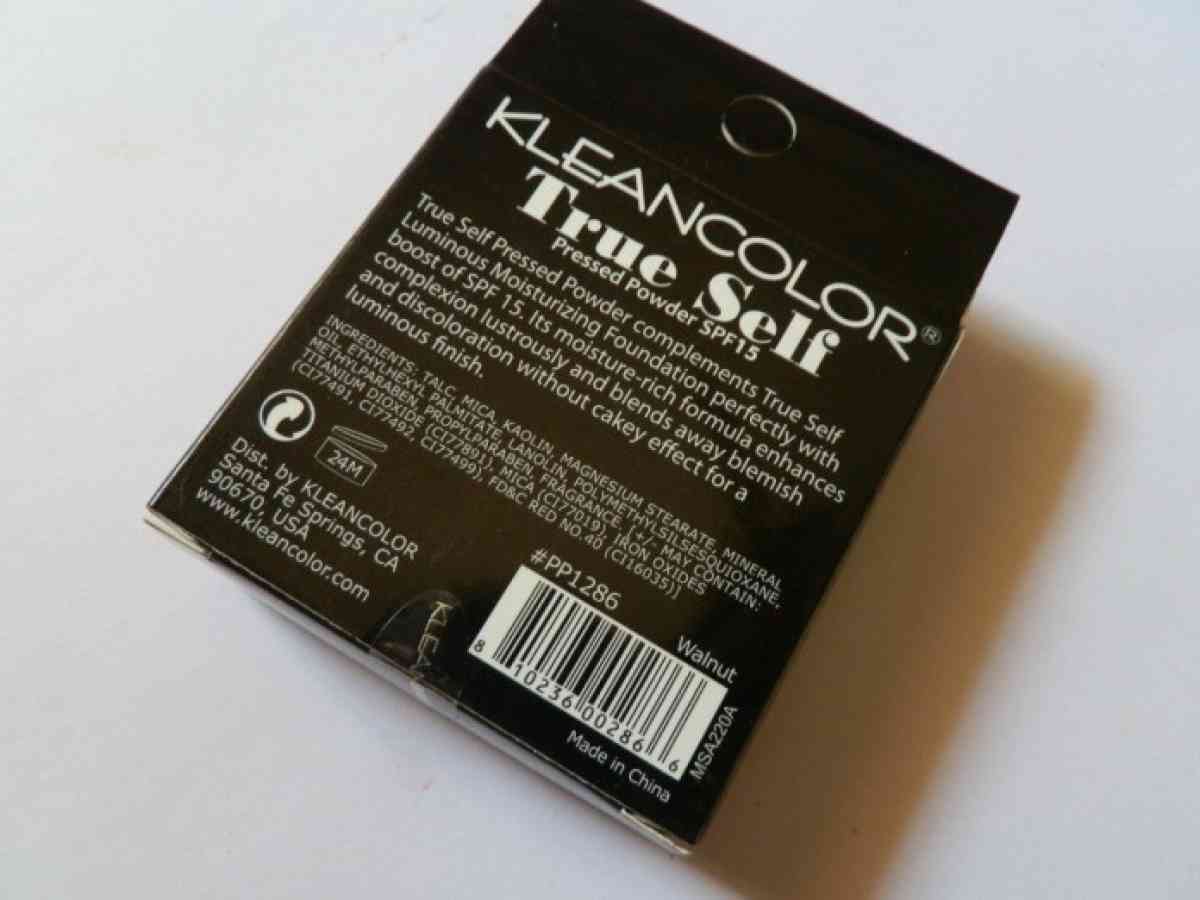 KLEANCOLOR®
True Self
Pressed Powder SPF15
True Self Pressed Powder complements True Self
Luminous Moisturizing Foundation perfectly with
boost of SPF 15. Its moisture-rich formula enhances
complexion lustrously and blends away blemish
and discoloration without cakey effect for a
luminous finish.
INGREDIENTS: TALC, MICA, KAOLIN, MAGNESIUM STEARATE, MINERAL
OIL, ETHYLHEXYL PALMITATE, LANOLIN, POLYMETHYLSILSESQUIOXANE,
METHYLPARABEN, PROPYLPARABEN, FRAGRANCE, [+/- MAY CONTAIN:
TITANIUM DIOXIDE (CI77891), MICA (CI77019), IRON OXIDES
(CI77491, CI77492, CI77499), FD&C RED NO.40 (CI16035)]
24M
Dist. by KLEANCOLOR
Santa Fe Springs, CA
90670, USA
www.kleancolor.com
#PP1286
Walnut
8 10236 00286 6
MSA220A
Made in China